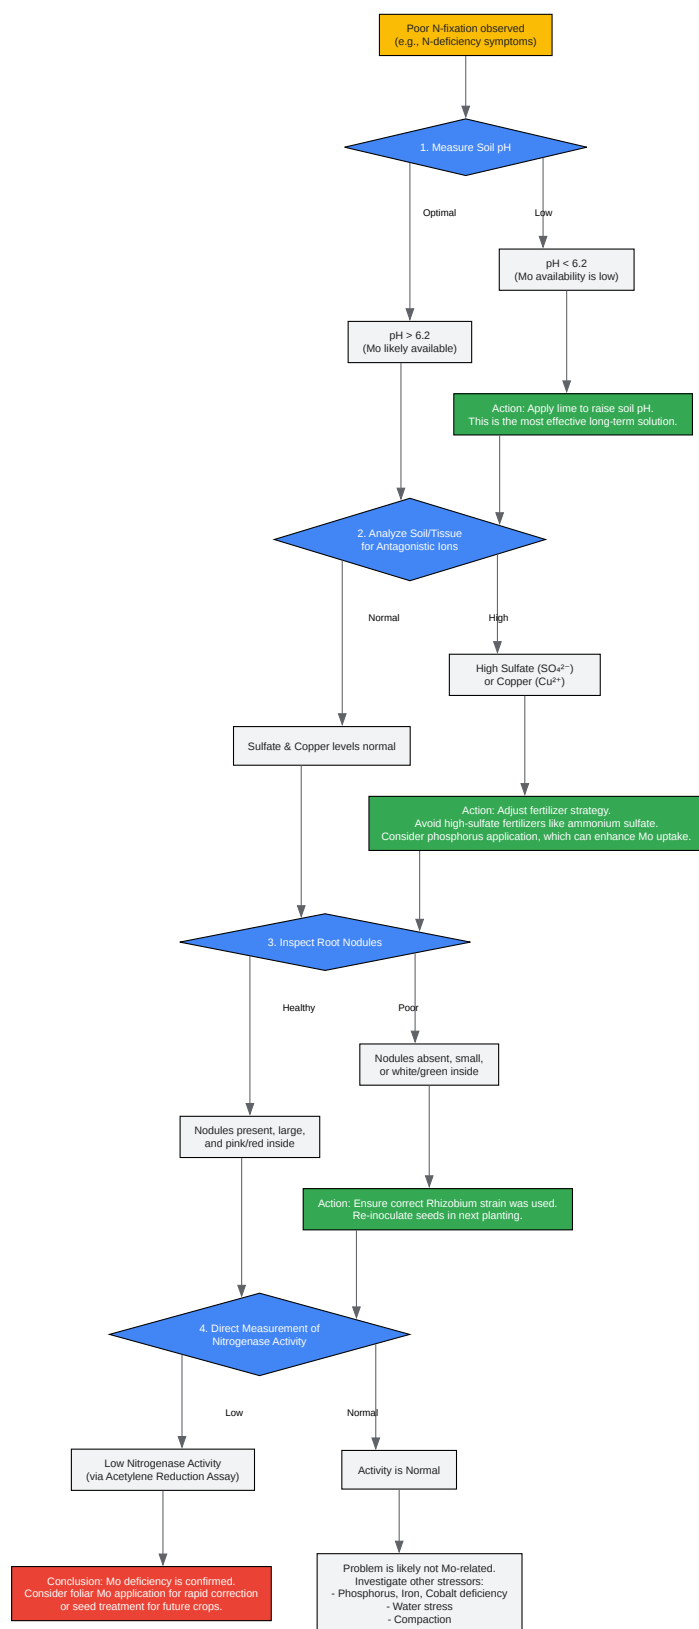 Poor N-fixation observed
(e.g., N-deficiency symptoms)
1. Measure Soil pH
Optimal
Low
pH < 6.2
(Mo availability is low)
pH > 6.2
(Mo likely available)
Action: Apply lime to raise soil pH.
This is the most effective long-term solution.
2. Analyze Soil/Tissue
for Antagonistic Ions
Normal
High
High Sulfate (SO₄²⁻)
or Copper (Cu²⁺)
Sulfate & Copper levels normal
Action: Adjust fertilizer strategy.
Avoid high-sulfate fertilizers like ammonium sulfate.
Consider phosphorus application, which can enhance Mo uptake.
3. Inspect Root Nodules
Healthy
Poor
Nodules absent, small,
or white/green inside
Nodules present, large,
and pink/red inside
Action: Ensure correct Rhizobium strain was used.
Re-inoculate seeds in next planting.
4. Direct Measurement of
Nitrogenase Activity
Low
Normal
Low Nitrogenase Activity
(via Acetylene Reduction Assay)
Activity is Normal
Conclusion: Mo deficiency is confirmed.
Consider foliar Mo application for rapid correction
or seed treatment for future crops.
Problem is likely not Mo-related.
Investigate other stressors:
- Phosphorus, Iron, Cobalt deficiency
- Water stress
- Compaction